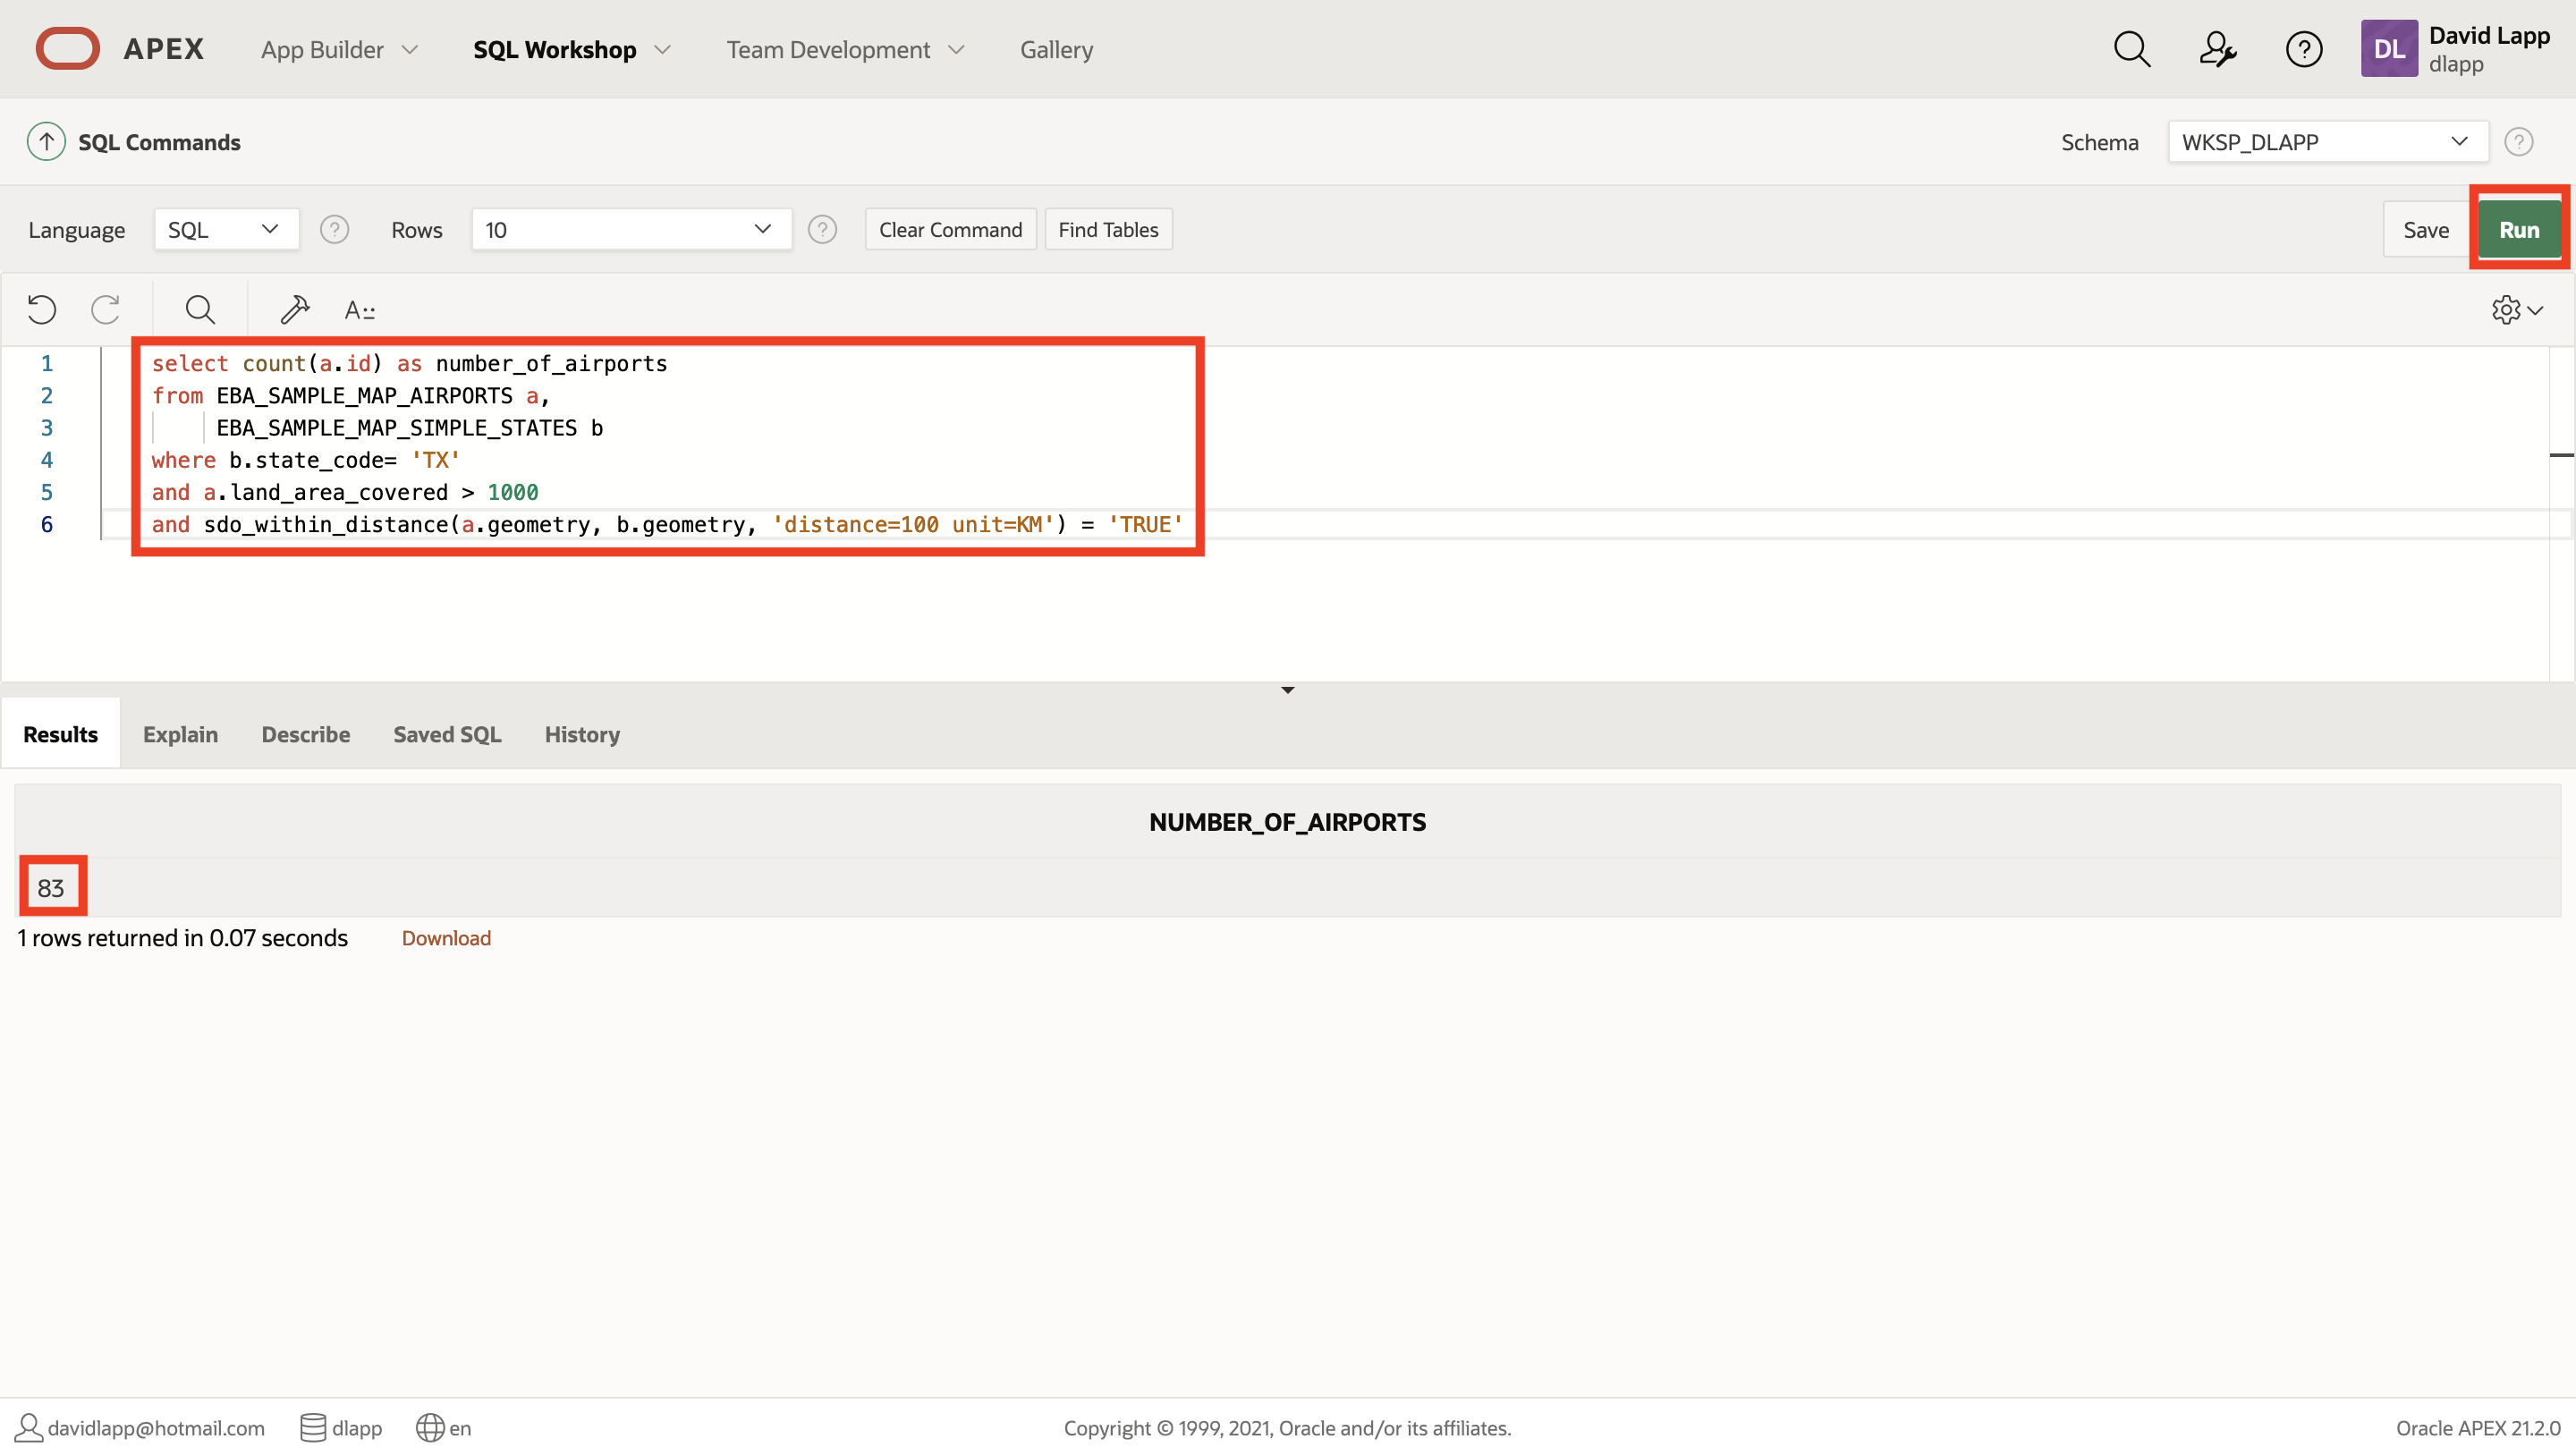 APEX App Builder SQL Workshop Team Development Gallery DL David Lapp
dlapp
SQL Commands Schema WKSP_DLAPP ?
Language SQL ? Rows 10 ? Clear Command Find Tables Save Run
A::
1 select count(a.id) as number_of_airports
2 from EBA_SAMPLE_MAP_AIRPORTS a,
3 EBA_SAMPLE_MAP_SIMPLE_STATES b
4 where b.state_code= 'TX'
5 and a.land_area_covered > 1000
6 and sdo_within_distance(a.geometry, b.geometry, 'distance=100 unit=KM') = 'TRUE'
Results Explain Describe Saved SQL History
NUMBER_OF_AIRPORTS
83
1 rows returned in 0.07 seconds Download
davidlapp@hotmail.com dlapp en Copyright © 1999, 2021, Oracle and/or its affiliates. Oracle APEX 21.2.0